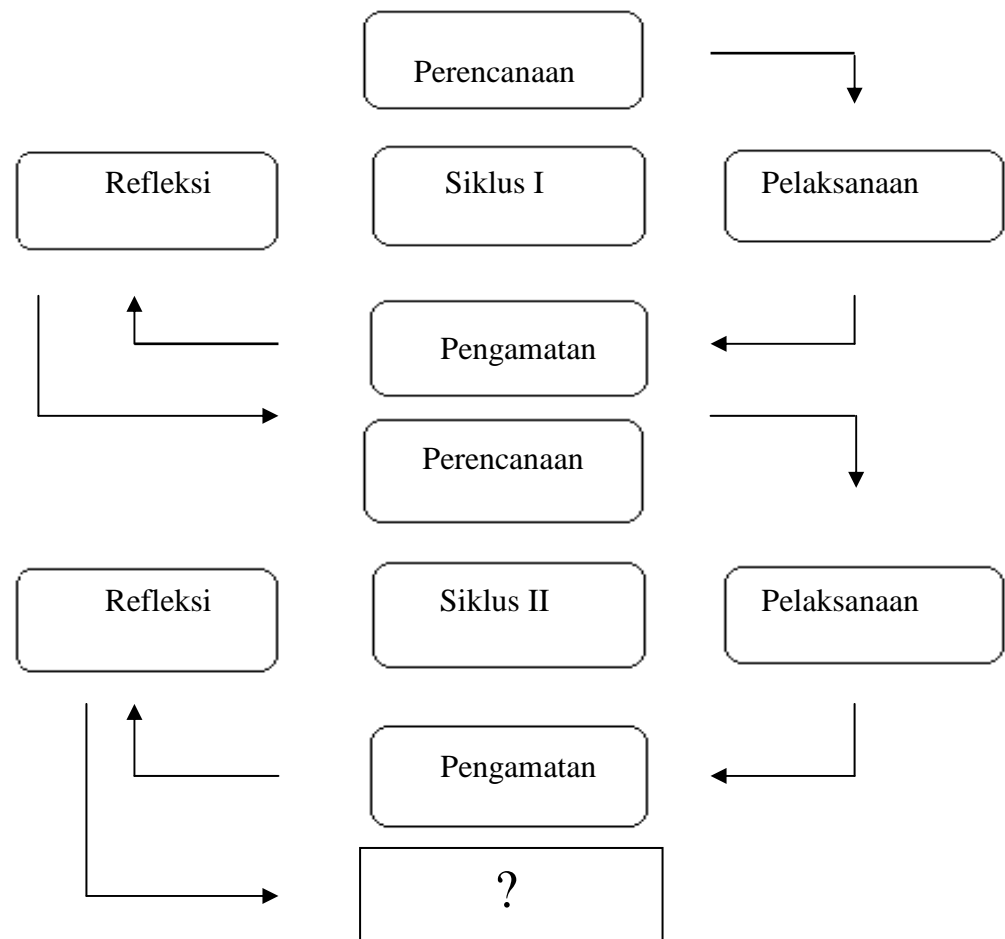 Perencanaan
Refleksi
Siklus I
Pelaksanaan
Pengamatan
Perencanaan
Refleksi
Siklus II
Pelaksanaan
Pengamatan
?